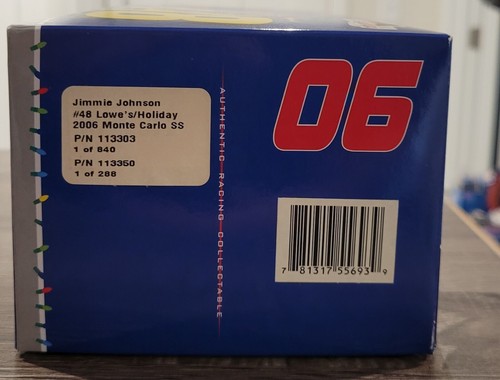 Jimmie Johnson
#48 Lowe's/Holiday
2006 Monte Carlo SS
P/N 113303
1 of 840
P/N 113350
1 of 288
AUTHENTIC RACING COLLECTABLE
06
7 81317 55693 9